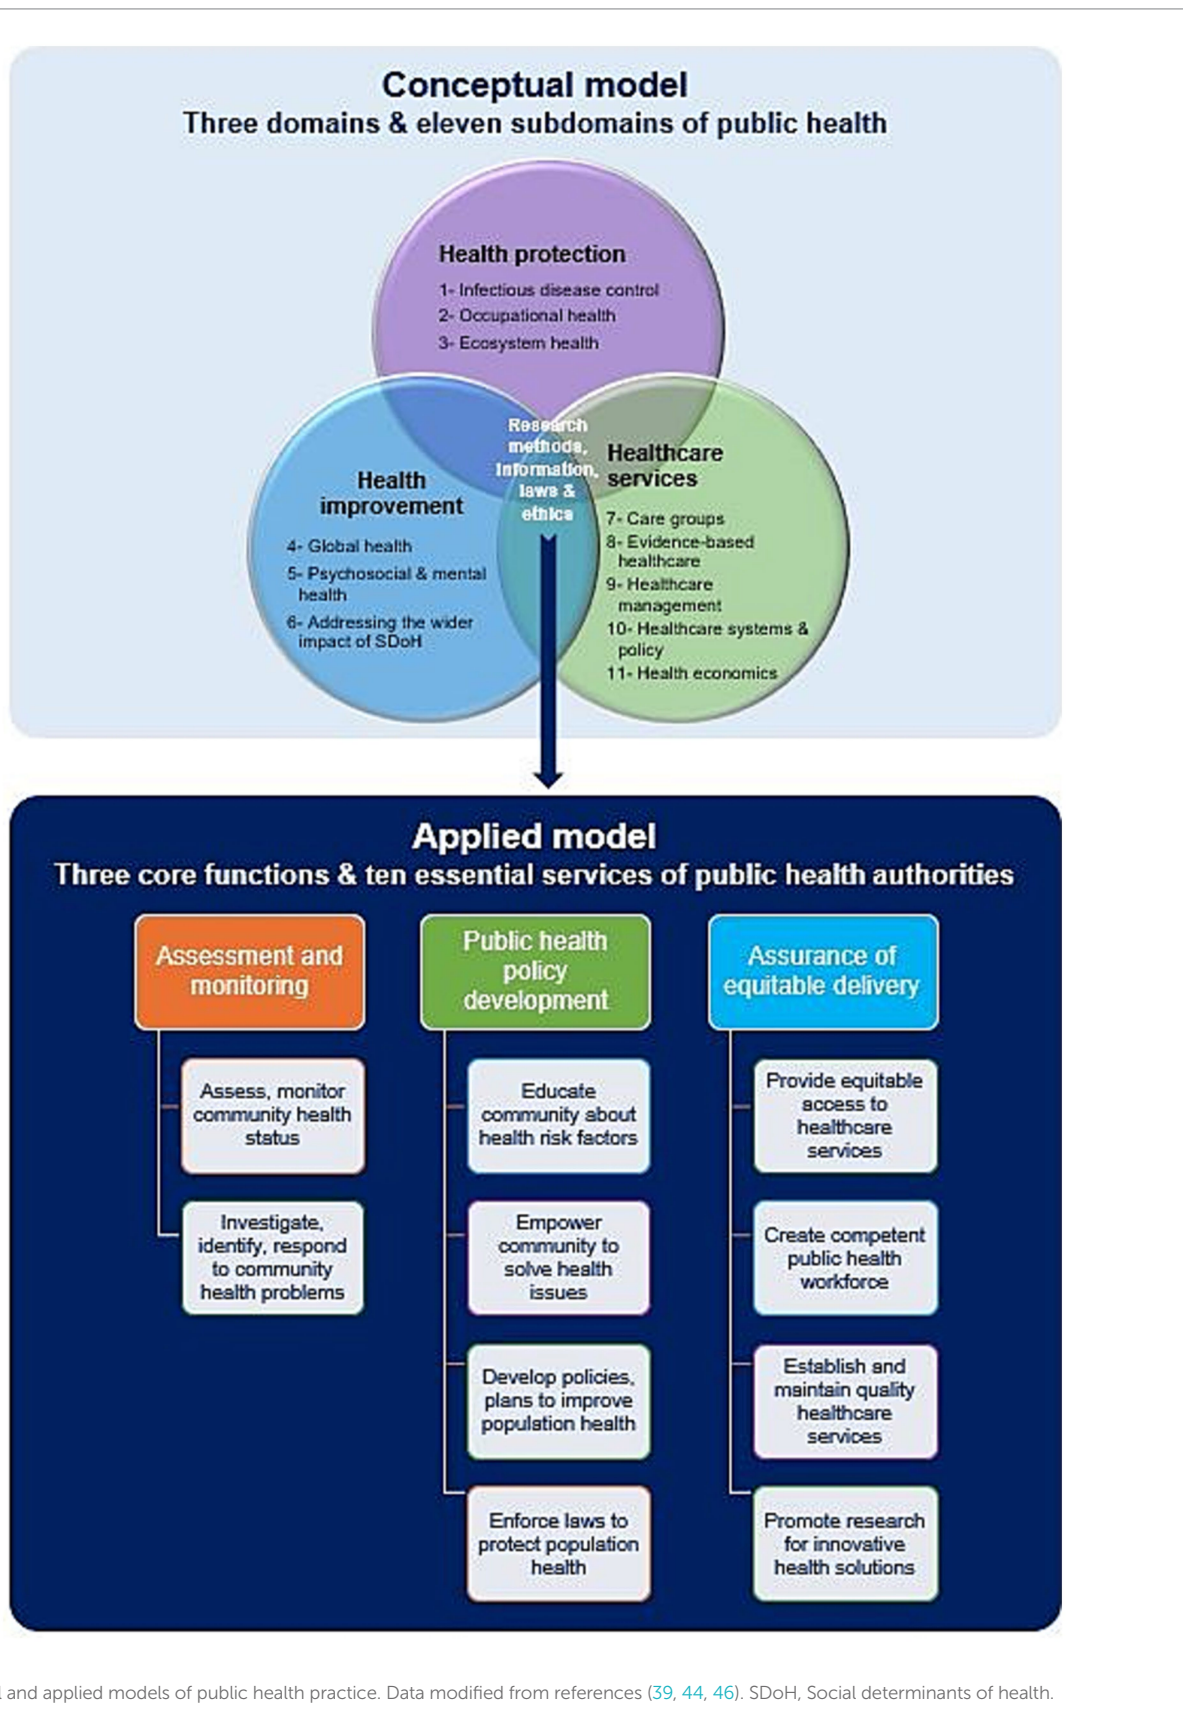 Conceptual model
Three domains & eleven subdomains of public health
Health protection
1- Infectious disease control
2- Occupational health
3- Ecosystem health
Research
methods,
information,
laws &
ethics
Health
improvement
4- Global health
5- Psychosocial & mental
health
6- Addressing the wider
impact of SDoH
Healthcare
services
7- Care groups
8- Evidence-based
healthcare
9- Healthcare
management
10- Healthcare systems &
policy
11- Health economics
Applied model
Three core functions & ten essential services of public health authorities
Assessment and
monitoring
Assess, monitor
community health
status
Investigate,
identify, respond
to community
health problems
Public health
policy
development
Educate
community about
health risk factors
Empower
community to
solve health
issues
Develop policies,
plans to improve
population health
Enforce laws to
protect population
health
Assurance of
equitable delivery
Provide equitable
access to
healthcare
services
Create competent
public health
workforce
Establish and
maintain quality
healthcare
services
Promote research
for innovative
health solutions
and applied models of public health practice. Data modified from references (39, 44, 46). SDoH, Social determinants of health.